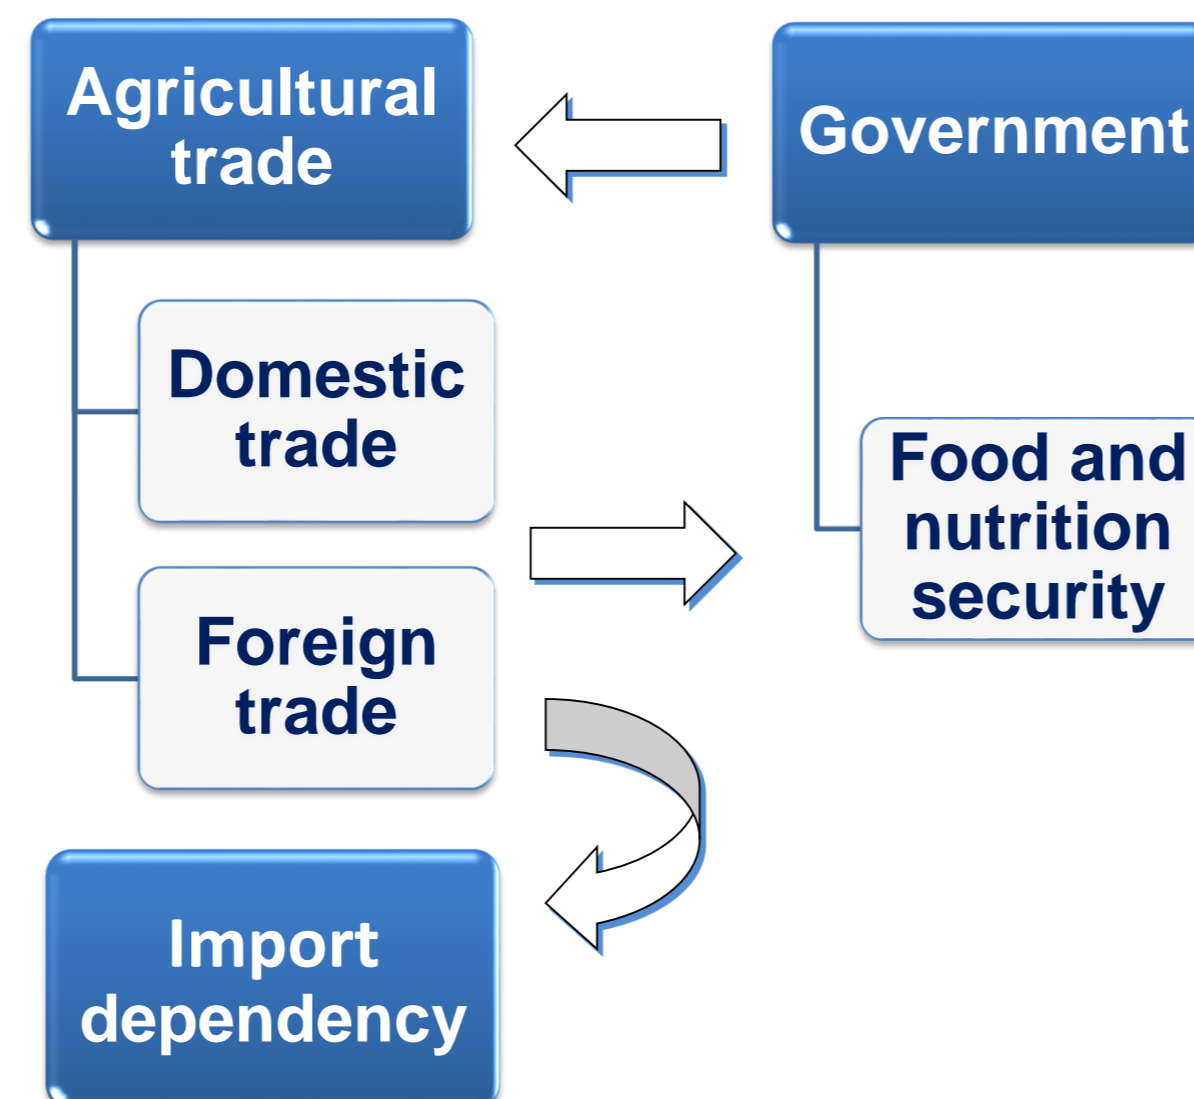 Agricultural
trade
Government
Domestic
trade
Food and
nutrition
security
Foreign
trade
Import
dependency